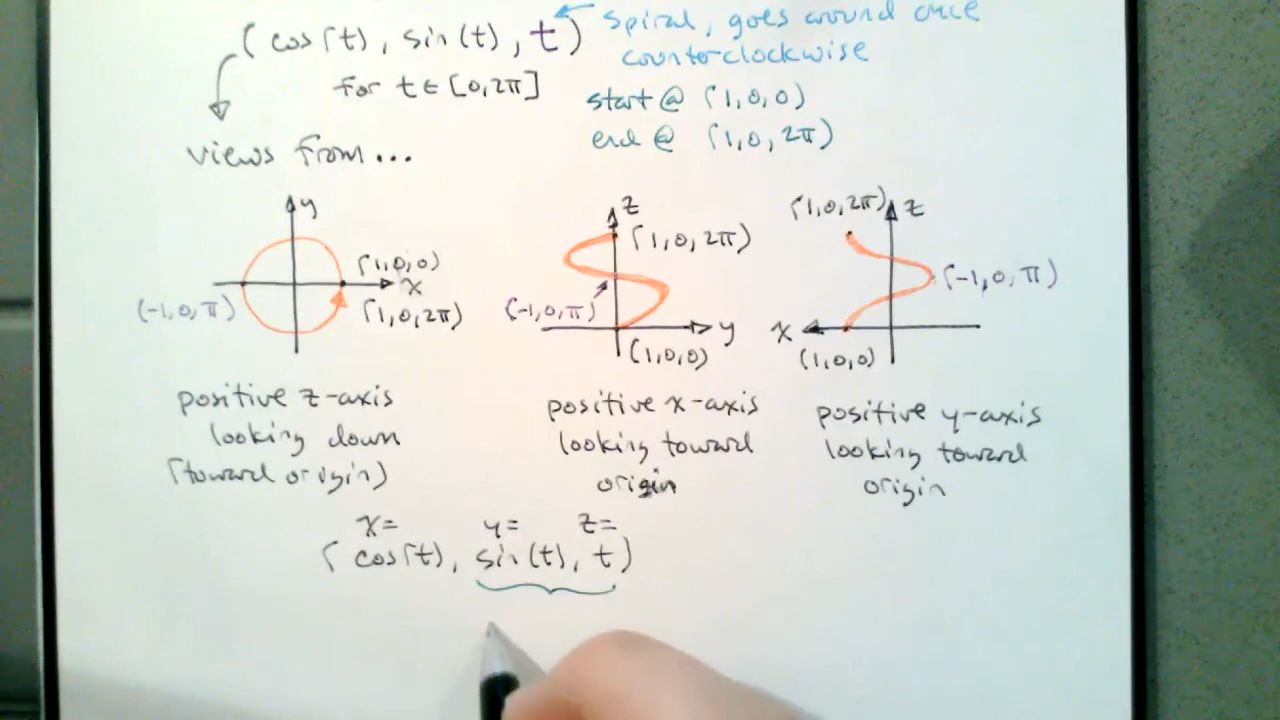 (cos(t), sin(t), t) spiral, goes around once
counterclockwise
for t ∈ [0,2π]
start @ (1,0,0)
end @ (1,0,2π)
views from...
y
(1,0,0)
x
(-1,0,π)
(1,0,2π)
positive z-axis
looking down
(toward origin)
z
(1,0,2π)
(-1,0,π)
y
(1,0,0)
positive x-axis
looking toward
origin
(1,0,2π)
z
(-1,0,π)
x
(1,0,0)
positive y-axis
looking toward
origin
x= y= z=
(cos(t), sin(t), t)